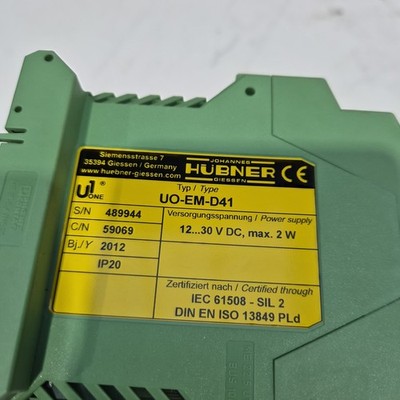 Siemensstrasse 7
35394 Giessen / Germany
www.huebner-giessen.com
JOHANNES
HÜBNER
GIESSEN
CE
U1
ONE
Typ / Type
UO-EM-D41
S/N 489944
Versorgungsspannung / Power supply
C/N 59069
12...30 V DC, max. 2 W
Bj./Y 2012
IP20
Zertifiziert nach / Certified through
IEC 61508 - SIL 2
DIN EN ISO 13849 PLd